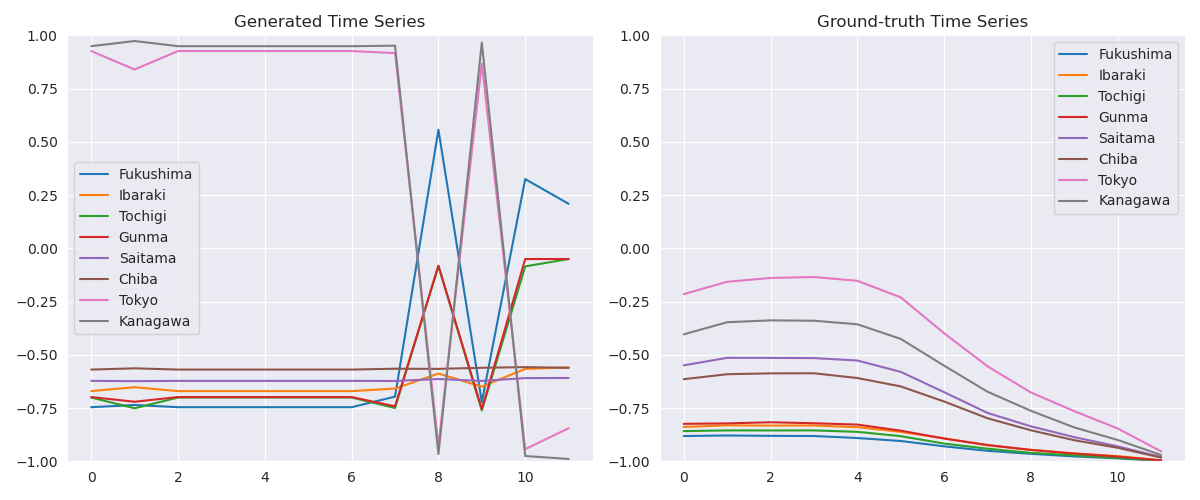 Generated Time Series
1.00
0.75
0.50
0.25
0.00
−0.25
−0.50
−0.75
−1.00
0
2
4
6
8
10
Fukushima
Ibaraki
Tochigi
Gunma
Saitama
Chiba
Tokyo
Kanagawa
Ground-truth Time Series
1.00
0.75
0.50
0.25
0.00
−0.25
−0.50
−0.75
−1.00
0
2
4
6
8
10
Fukushima
Ibaraki
Tochigi
Gunma
Saitama
Chiba
Tokyo
Kanagawa